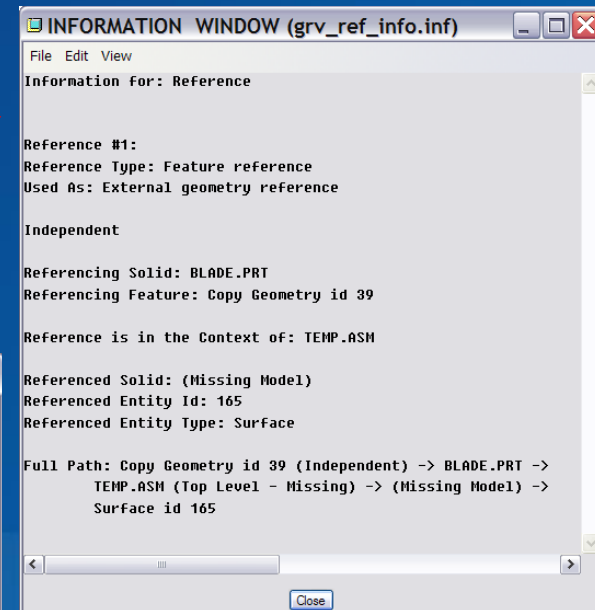 INFORMATION WINDOW (grv_ref_info.inf)
File Edit View
Information for: Reference
Reference #1:
Reference Type: Feature reference
Used As: External geometry reference
Independent
Referencing Solid: BLADE.PRT
Referencing Feature: Copy Geometry id 39
Reference is in the Context of: TEMP.ASM
Referenced Solid: (Missing Model)
Referenced Entity Id: 165
Referenced Entity Type: Surface
Full Path: Copy Geometry id 39 (Independent) -> BLADE.PRT ->
TEMP.ASM (Top Level - Missing) -> (Missing Model) ->
Surface id 165
Close